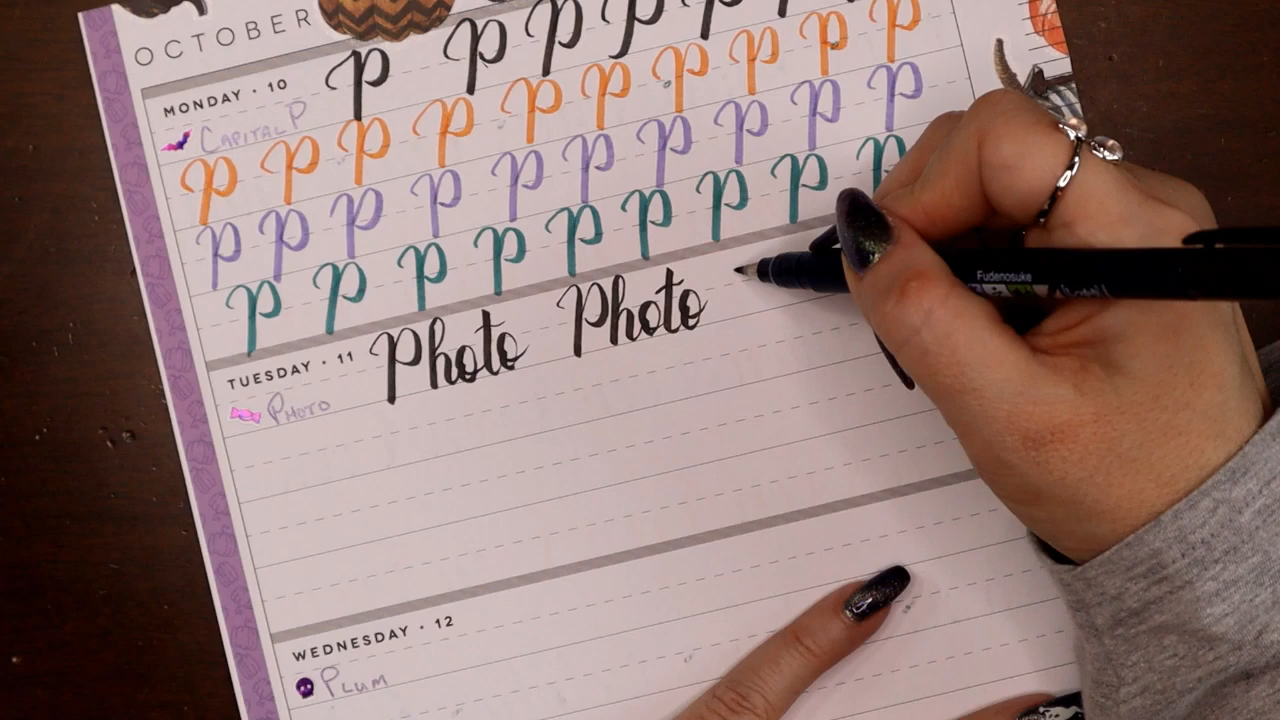 OCTOBER
P P P P P P
MONDAY · 10
CAPITAL P
P P P P P P P P P P
P P P P P P P P P P
P P P P P P P P P
TUESDAY · 11
Photo Photo
PHOTO
WEDNESDAY · 12
PLUM
Fudenosuke